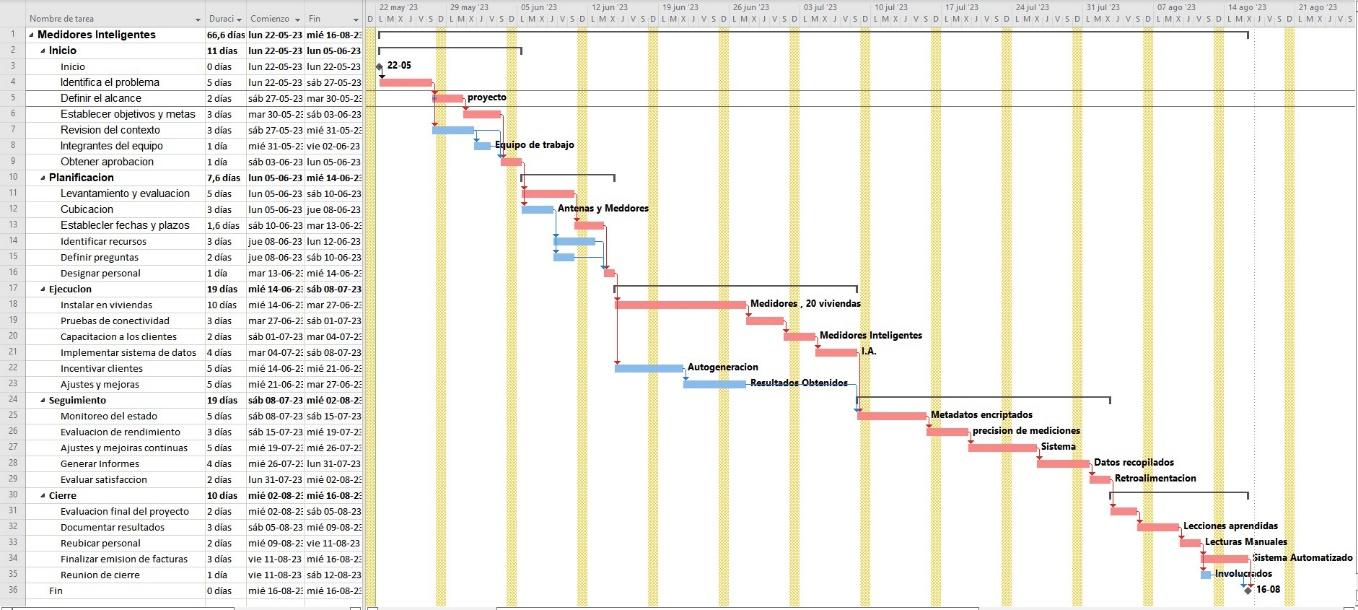 22 may '23 29 may '23 05 jun '23 12 jun '23 19 jun '23 26 jun '23 03 jul '23 10 jul '23 17 jul '23 24 jul '23 31 jul '23 07 ago '23 14 ago '23 21 ago '23
Nombre de tarea Duraci Comienzo Fin D L M X J V S D L M X J V S D L M X J V S D L M X J V S D L M X J V S D L M X J V S D L M X J V S D L M X J V S D L M X J V S D L M X J V S D L M X J V S D L M X J V S D L M X J V S D L M X J V S
1 Medidores Inteligentes 66,6 días lun 22-05-23 mié 16-08-23
2 Inicio 11 días lun 22-05-23 lun 05-06-23
3 Inicio 0 días lun 22-05-23 lun 22-05-23 22-05
4 Identifica el problema 5 días lun 22-05-23 sáb 27-05-23
5 Definir el alcance 2 días sáb 27-05-23 mar 30-05-23 proyecto
6 Establecer objetivos y metas 3 días mar 30-05-23 sáb 03-06-23
7 Revision del contexto 3 días sáb 27-05-23 mié 31-05-23
8 Integrantes del equipo 1 día mié 31-05-23 vie 02-06-23 Equipo de trabajo
9 Obtener aprobacion 1 día sáb 03-06-23 lun 05-06-23
10 Planificacion 7,6 días lun 05-06-23 mié 14-06-23
11 Levantamiento y evaluacion 5 días lun 05-06-23 sáb 10-06-23
12 Cubicacion 3 días lun 05-06-23 jue 08-06-23 Antenas y Meddores
13 Establecler fechas y plazos 1,6 días sáb 10-06-23 mar 13-06-23
14 Identificar recursos 3 días jue 08-06-23 lun 12-06-23
15 Definir preguntas 2 días jue 08-06-23 sáb 10-06-23
16 Designar personal 1 día mar 13-06-23 mié 14-06-23
17 Ejecucion 19 días mié 14-06-23 sáb 08-07-23
18 Instalar en viviendas 10 días mié 14-06-23 mar 27-06-23 Medidores , 20 viviendas
19 Pruebas de conectividad 3 días mar 27-06-23 sáb 01-07-23
20 Capacitacion a los clientes 2 días sáb 01-07-23 mar 04-07-23 Medidores Inteligentes
21 Implementar sistema de datos 4 días mar 04-07-23 sáb 08-07-23 I.A.
22 Incentivar clientes 5 días mié 14-06-23 mié 21-06-23 Autogeneracion
23 Ajustes y mejoras 5 días mié 21-06-23 mar 27-06-23 Resultados Obtenidos
24 Seguimiento 19 días sáb 08-07-23 mié 02-08-23
25 Monitoreo del estado 5 días sáb 08-07-23 sáb 15-07-23 Metadatos encriptados
26 Evaluacion de rendimiento 3 días sáb 15-07-23 mié 19-07-23 precision de mediciones
27 Ajustes y mejoiras continuas 5 días mié 19-07-23 mié 26-07-23 Sistema
28 Generar Informes 4 días mié 26-07-23 lun 31-07-23 Datos recopilados
29 Evaluar satisfaccion 2 días lun 31-07-23 mié 02-08-23 Retroalimentacion
30 Cierre 10 días mié 02-08-23 mié 16-08-23
31 Evaluacion final del proyecto 2 días mié 02-08-23 sáb 05-08-23
32 Documentar resultados 3 días sáb 05-08-23 mié 09-08-23 Lecciones aprendidas
33 Reubicar personal 2 días mié 09-08-23 vie 11-08-23 Lecturas Manuales
34 Finalizar emision de facturas 3 días vie 11-08-23 mié 16-08-23 Sistema Automatizado
35 Reunion de cierre 1 día vie 11-08-23 sáb 12-08-23 Involucrados
36 Fin 0 días mié 16-08-23 mié 16-08-23 16-08